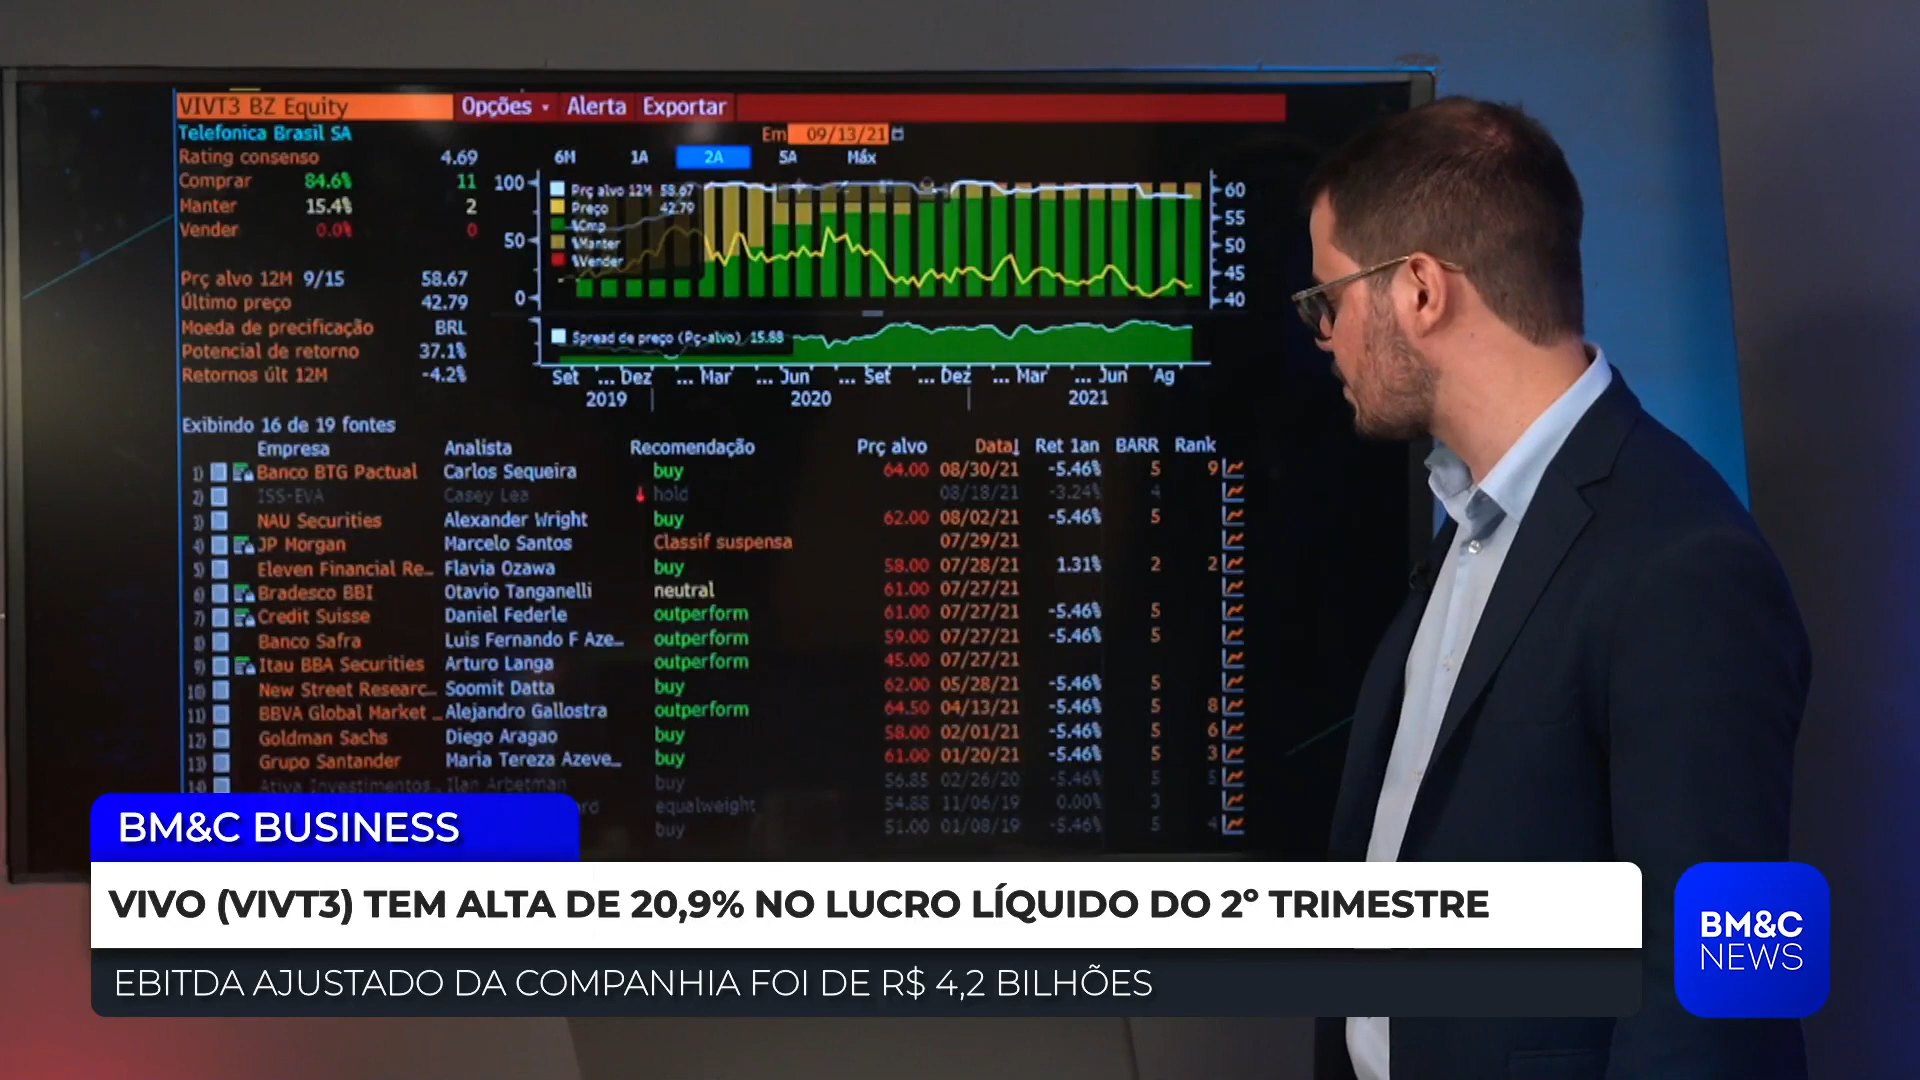 VIVT3 BZ Equity Opções Alerta Exportar
Telefonica Brasil SA Em 09/13/21
Rating consenso 4.69 6M 1A 2A 5A Máx
Comprar 84.6% 11
Manter 15.4% 2
Vender 0.0% 0
100 50 0
Prç alvo 12M 58.67
Preço 42.79
%Cmp
%Manter
%Vender
60 55 50 45 40
Prç alvo 12M 9/15 58.67
Último preço 42.79
Moeda de precificação BRL
Potencial de retorno 37.1%
Retornos últ 12M -4.2%
Spread de preço (Pç-alvo) 15.88
Set ... Dez ... Mar ... Jun ... Set ... Dez ... Mar ... Jun Ag
2019 2020 2021
Exibindo 16 de 19 fontes
Empresa Analista Recomendação Prç alvo Data↓ Ret 1an BARR Rank
1) Banco BTG Pactual Carlos Sequeira buy 64.00 08/30/21 -5.46% 5 9
2) ISS-EVA Casey Lea hold 08/18/21 -3.24% 4
3) NAU Securities Alexander Wright buy 62.00 08/02/21 -5.46% 5
4) JP Morgan Marcelo Santos Classif suspensa 07/29/21
5) Eleven Financial Re… Flavia Ozawa buy 58.00 07/28/21 1.31% 2 2
6) Bradesco BBI Otavio Tanganelli neutral 61.00 07/27/21
7) Credit Suisse Daniel Federle outperform 61.00 07/27/21 -5.46% 5
8) Banco Safra Luis Fernando F Aze… outperform 59.00 07/27/21 -5.46% 5
9) Itau BBA Securities Arturo Langa outperform 45.00 07/27/21
10) New Street Researc… Soomit Datta buy 62.00 05/28/21 -5.46% 5
11) BBVA Global Market … Alejandro Gallostra outperform 64.50 04/13/21 -5.46% 5 8
12) Goldman Sachs Diego Aragao buy 58.00 02/01/21 -5.46% 5 6
13) Grupo Santander Maria Tereza Azeve… buy 61.00 01/20/21 -5.46% 5 3
14) Ativa Investimentos… Ilan Arbetman buy 56.85 02/26/20 -5.46% 5 5
rd equalweight 54.88 11/06/19 0.00% 3
buy 51.00 01/08/19 -5.46% 5 4
BM&C BUSINESS
VIVO (VIVT3) TEM ALTA DE 20,9% NO LUCRO LÍQUIDO DO 2º TRIMESTRE
EBITDA AJUSTADO DA COMPANHIA FOI DE R$ 4,2 BILHÕES
BM&C
NEWS